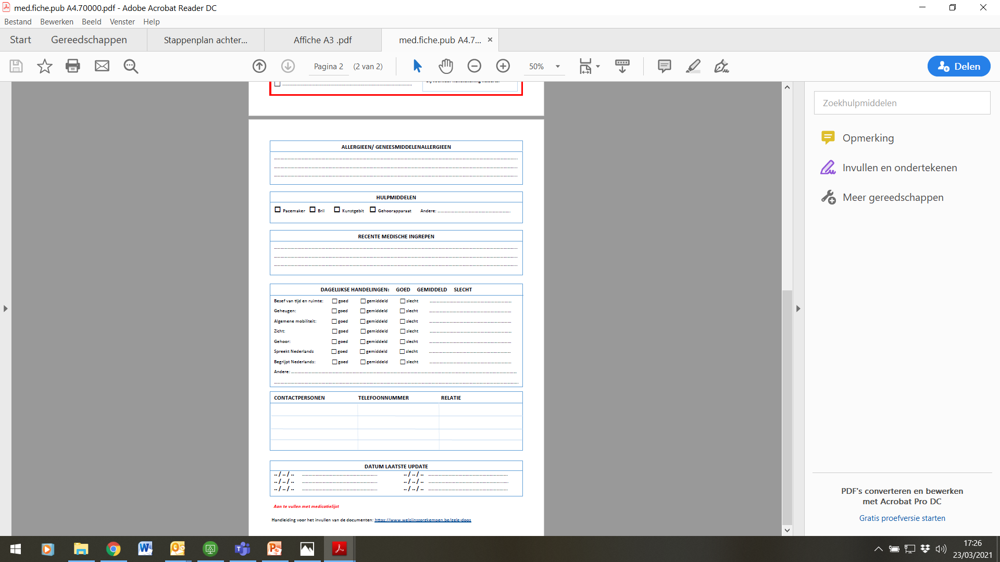 med.fiche.pub A4.70000.pdf - Adobe Acrobat Reader DC
Bestand Bewerken Beeld Venster Help
Start Gereedschappen Stappenplan achter... Affiche A3 .pdf med.fiche.pub A4.7...
Pagina 2 (2 van 2) 50% Delen
Zoekhulpmiddelen
Opmerking
Invullen en ondertekenen
Meer gereedschappen
ALLERGIEEN/ GENEESMIDDELENALLERGIEEN
HULPMIDDELEN
Pacemaker Bril Kunstgebit Gehoorapparaat Andere:
RECENTE MEDISCHE INGREPEN
DAGELIJKSE HANDELINGEN: GOED GEMIDDELD SLECHT
Besef van tijd en ruimte: goed gemiddeld slecht
Geheugen: goed gemiddeld slecht
Algemene mobiliteit: goed gemiddeld slecht
Zicht: goed gemiddeld slecht
Gehoor: goed gemiddeld slecht
Spreekt Nederlands goed gemiddeld slecht
Begrijpt Nederlands: goed gemiddeld slecht
Andere:
CONTACTPERSONEN TELEFOONNUMMER RELATIE
DATUM LAATSTE UPDATE
.. / .. / .. .. / .. / ..
.. / .. / .. .. / .. / ..
.. / .. / .. .. / .. / ..
Aan te vullen met medicatielijst
Handleiding voor het invullen van de documenten: https://www.welzijnszorgkempen.be/gele-doos
PDF's converteren en bewerken
met Acrobat Pro DC
Gratis proefversie starten
17:26
23/03/2021